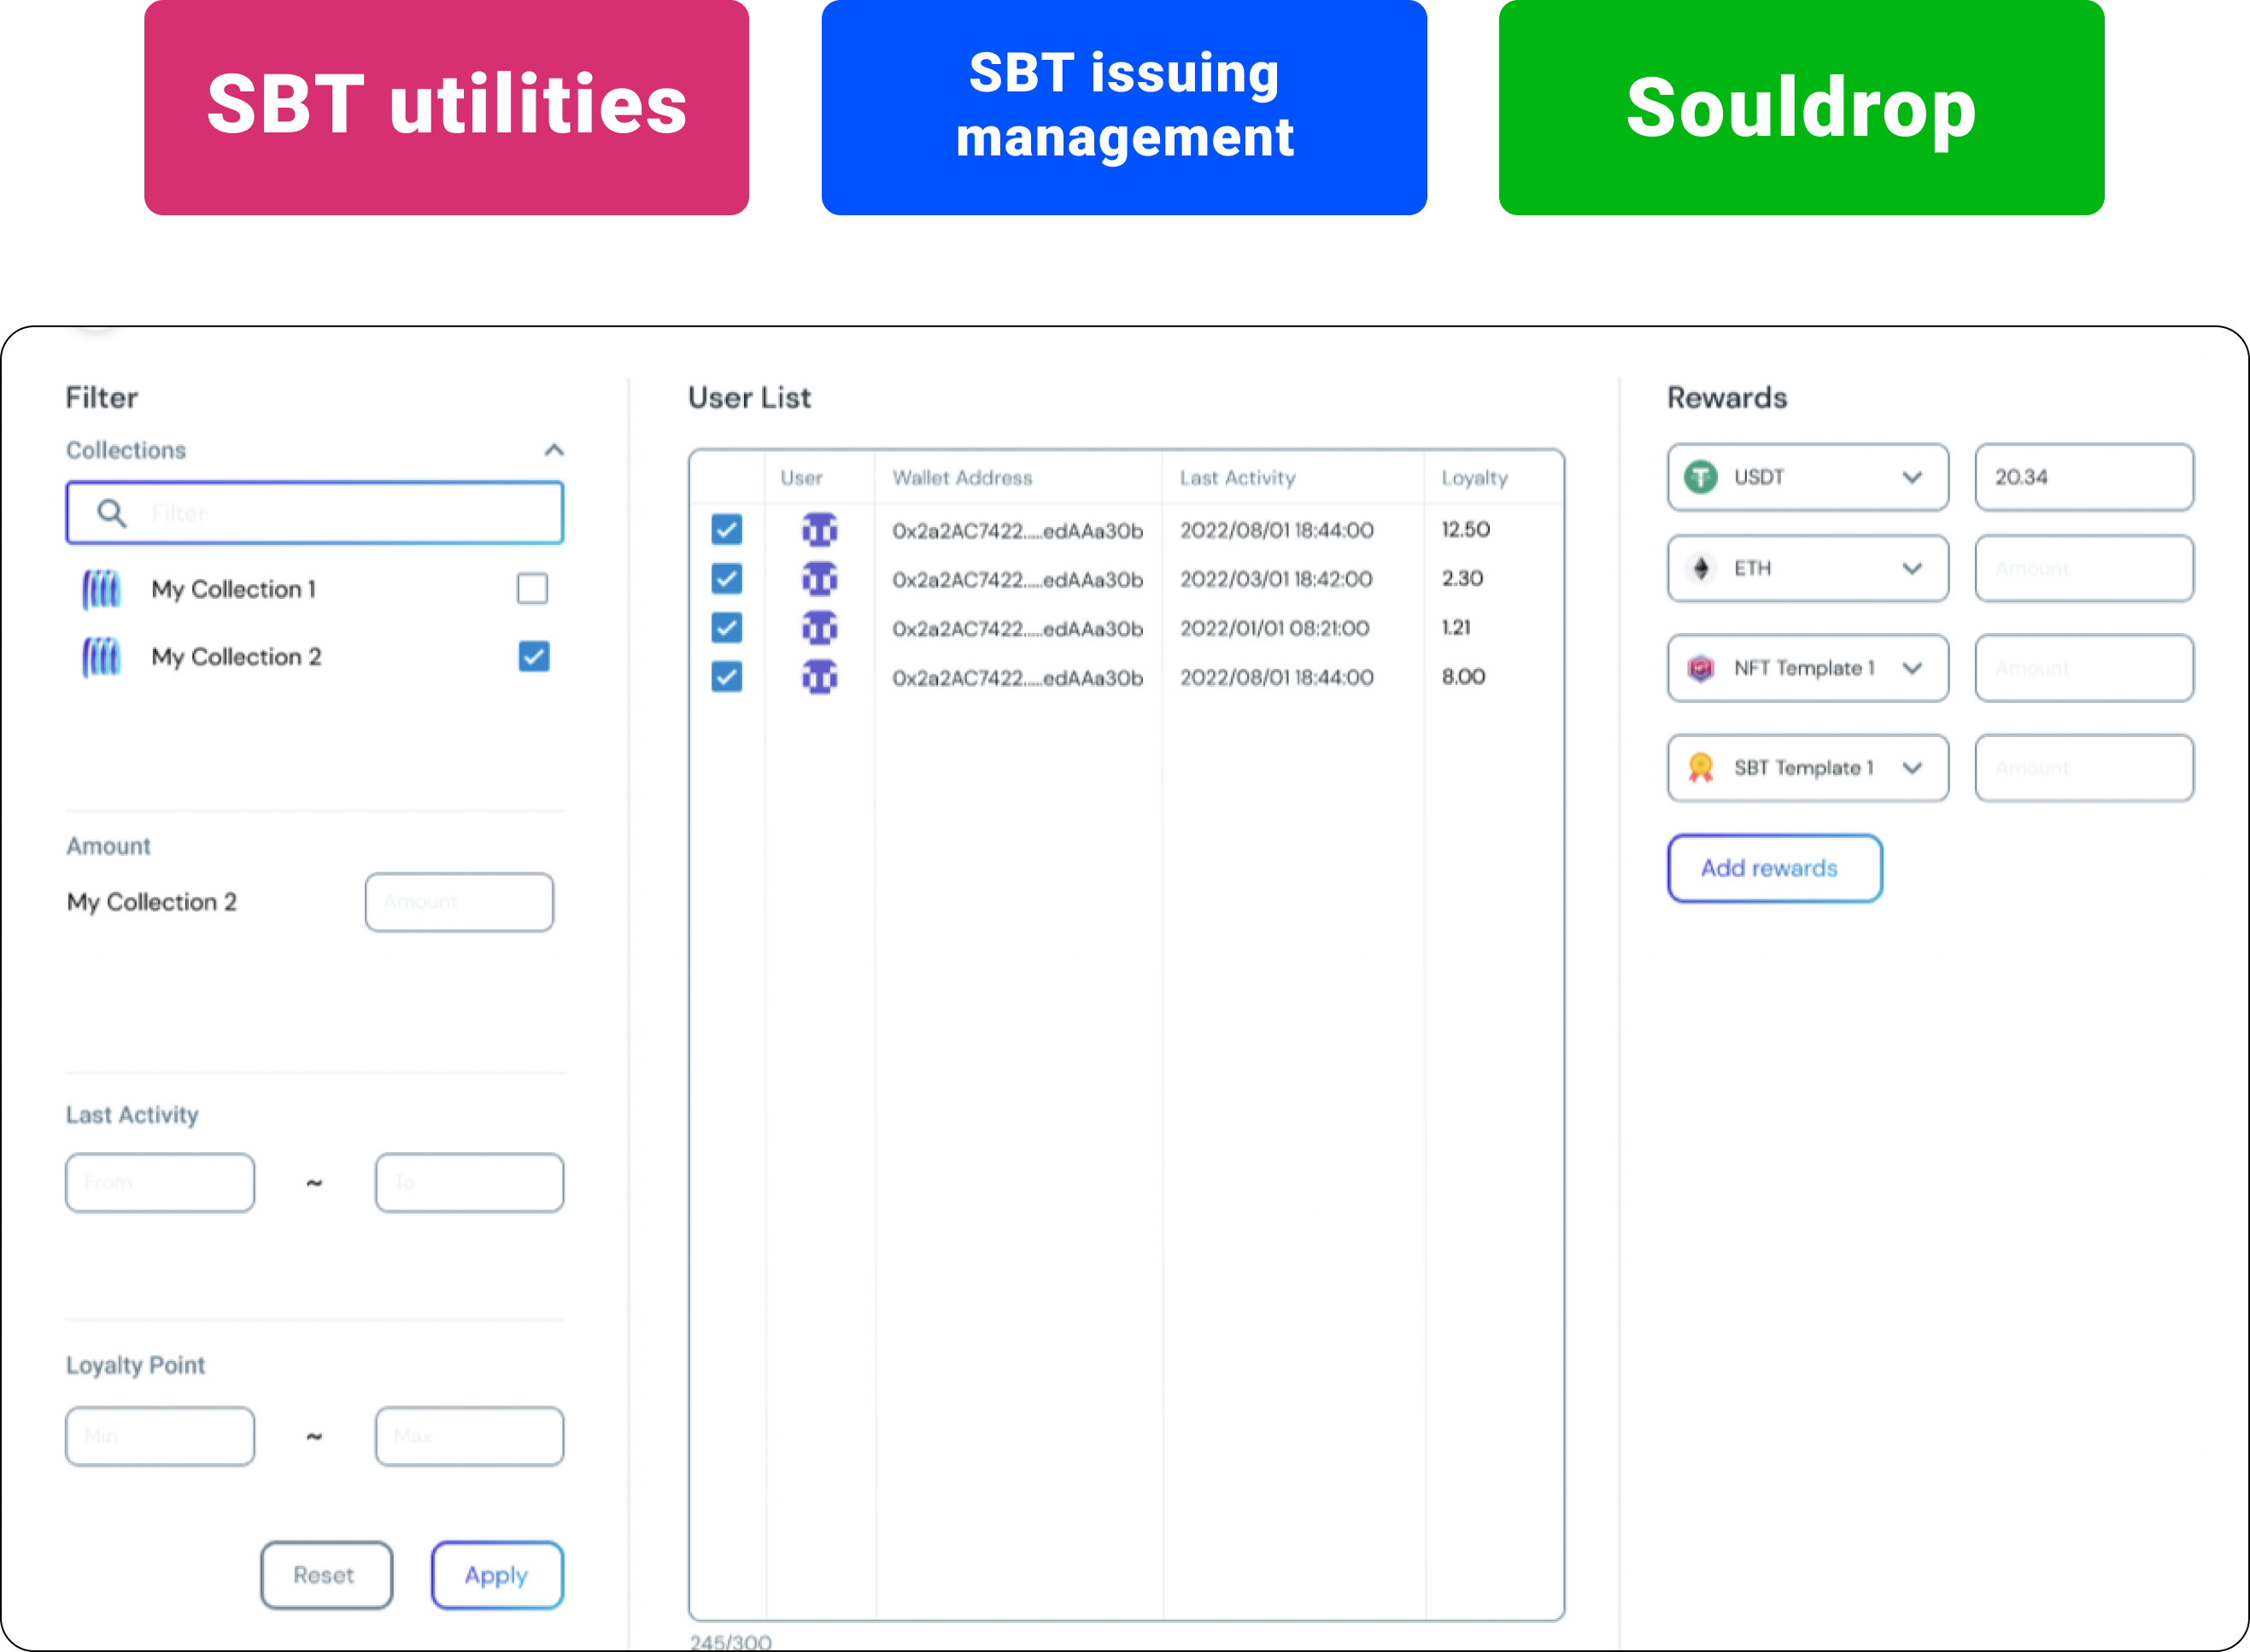 SBT utilities
SBT issuing
management
Souldrop
Filter
Collections
Filter
My Collection 1
My Collection 2
Amount
My Collection 2
Amount
Last Activity
From
~
To
Loyalty Point
Min
~
Max
Reset
Apply
User List
User
Wallet Address
Last Activity
Loyalty
0x2a2AC7422.....edAAa30b 2022/08/01 18:44:00 12.50
0x2a2AC7422.....edAAa30b 2022/03/01 18:42:00 2.30
0x2a2AC7422.....edAAa30b 2022/01/01 08:21:00 1.21
0x2a2AC7422.....edAAa30b 2022/08/01 18:44:00 8.00
245/300
Rewards
USDT 20.34
ETH Amount
NFT Template 1 Amount
SBT Template 1 Amount
Add rewards